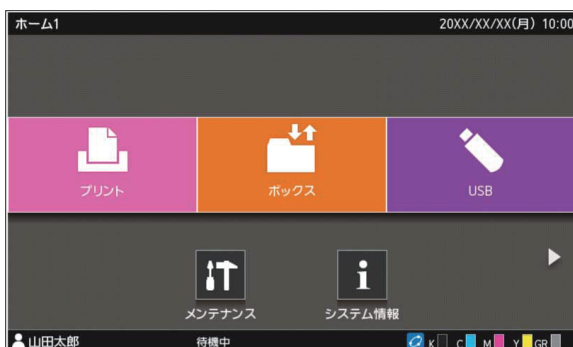 ホーム1 20XX/XX/XX(月) 10:00
プリント ボックス USB
メンテナンス システム情報
山田太郎 待機中 K C M Y GR